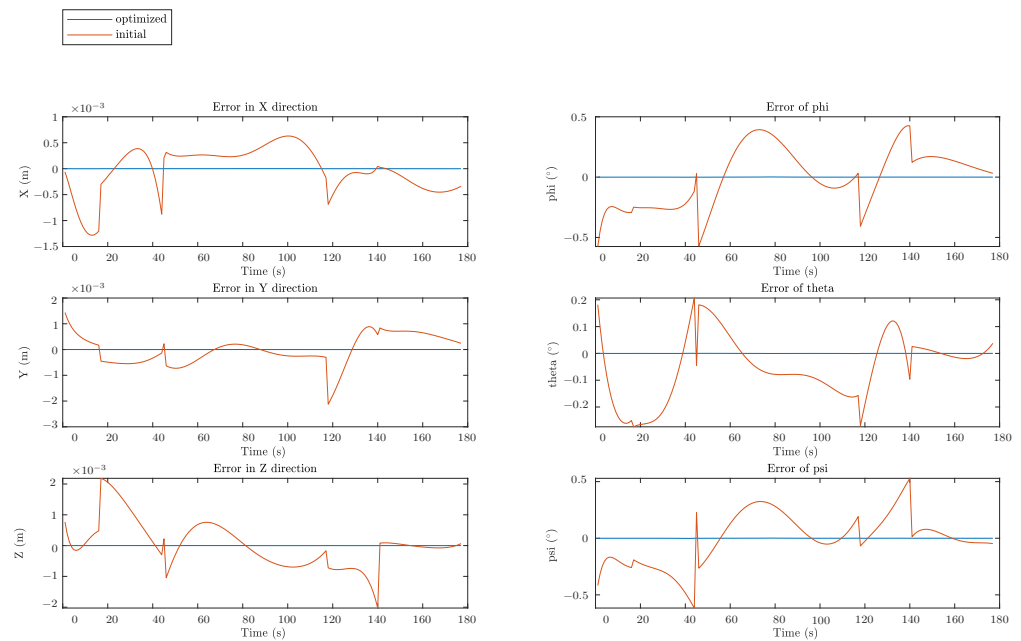 optimized
initial
×10⁻³
Error in X direction
1
0.5
0
−0.5
−1
−1.5
X (m)
0 20 40 60 80 100 120 140 160 180
Time (s)
Error of phi
0.5
0
−0.5
phi (°)
0 20 40 60 80 100 120 140 160 180
Time (s)
×10⁻³
Error in Y direction
2
1
0
−1
−2
−3
Y (m)
0 20 40 60 80 100 120 140 160 180
Time (s)
Error of theta
0.2
0.1
0
−0.1
−0.2
theta (°)
0 20 40 60 80 100 120 140 160 180
Time (s)
×10⁻³
Error in Z direction
2
1
0
−1
−2
Z (m)
0 20 40 60 80 100 120 140 160 180
Time (s)
Error of psi
0.5
0
−0.5
psi (°)
0 20 40 60 80 100 120 140 160 180
Time (s)